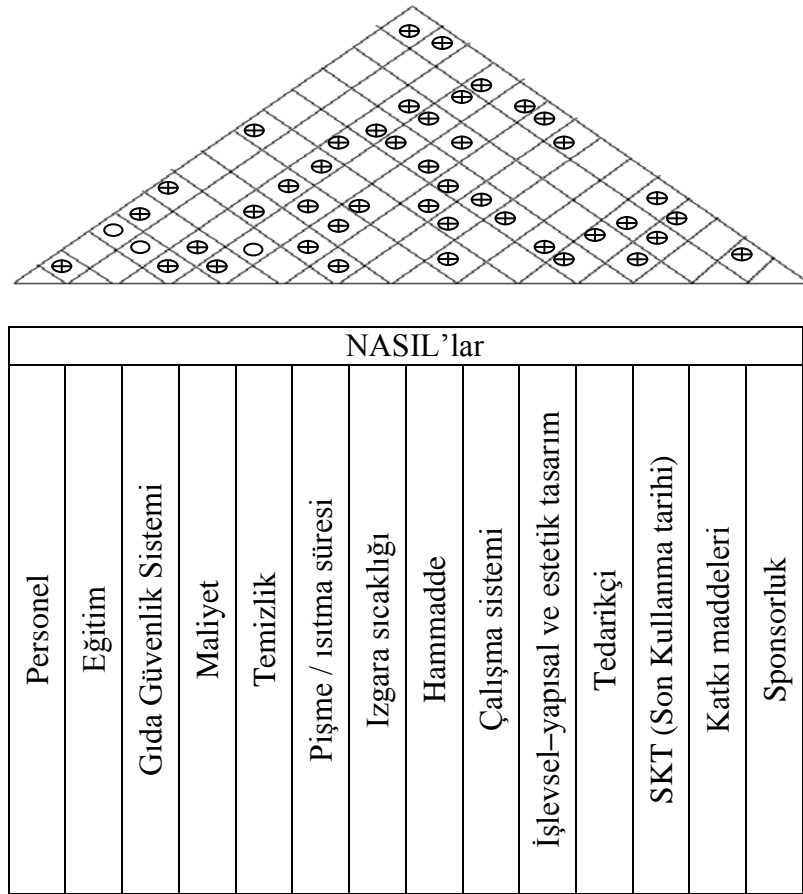 NASIL’lar
Personel
Eğitim
Gıda Güvenlik Sistemi
Maliyet
Temizlik
Pişme / ısıtma süresi
Izgara sıcaklığı
Hammadde
Çalışma sistemi
İşlevsel–yapısal ve estetik tasarım
Tedarikçi
SKT (Son Kullanma tarihi)
Katkı maddeleri
Sponsorluk